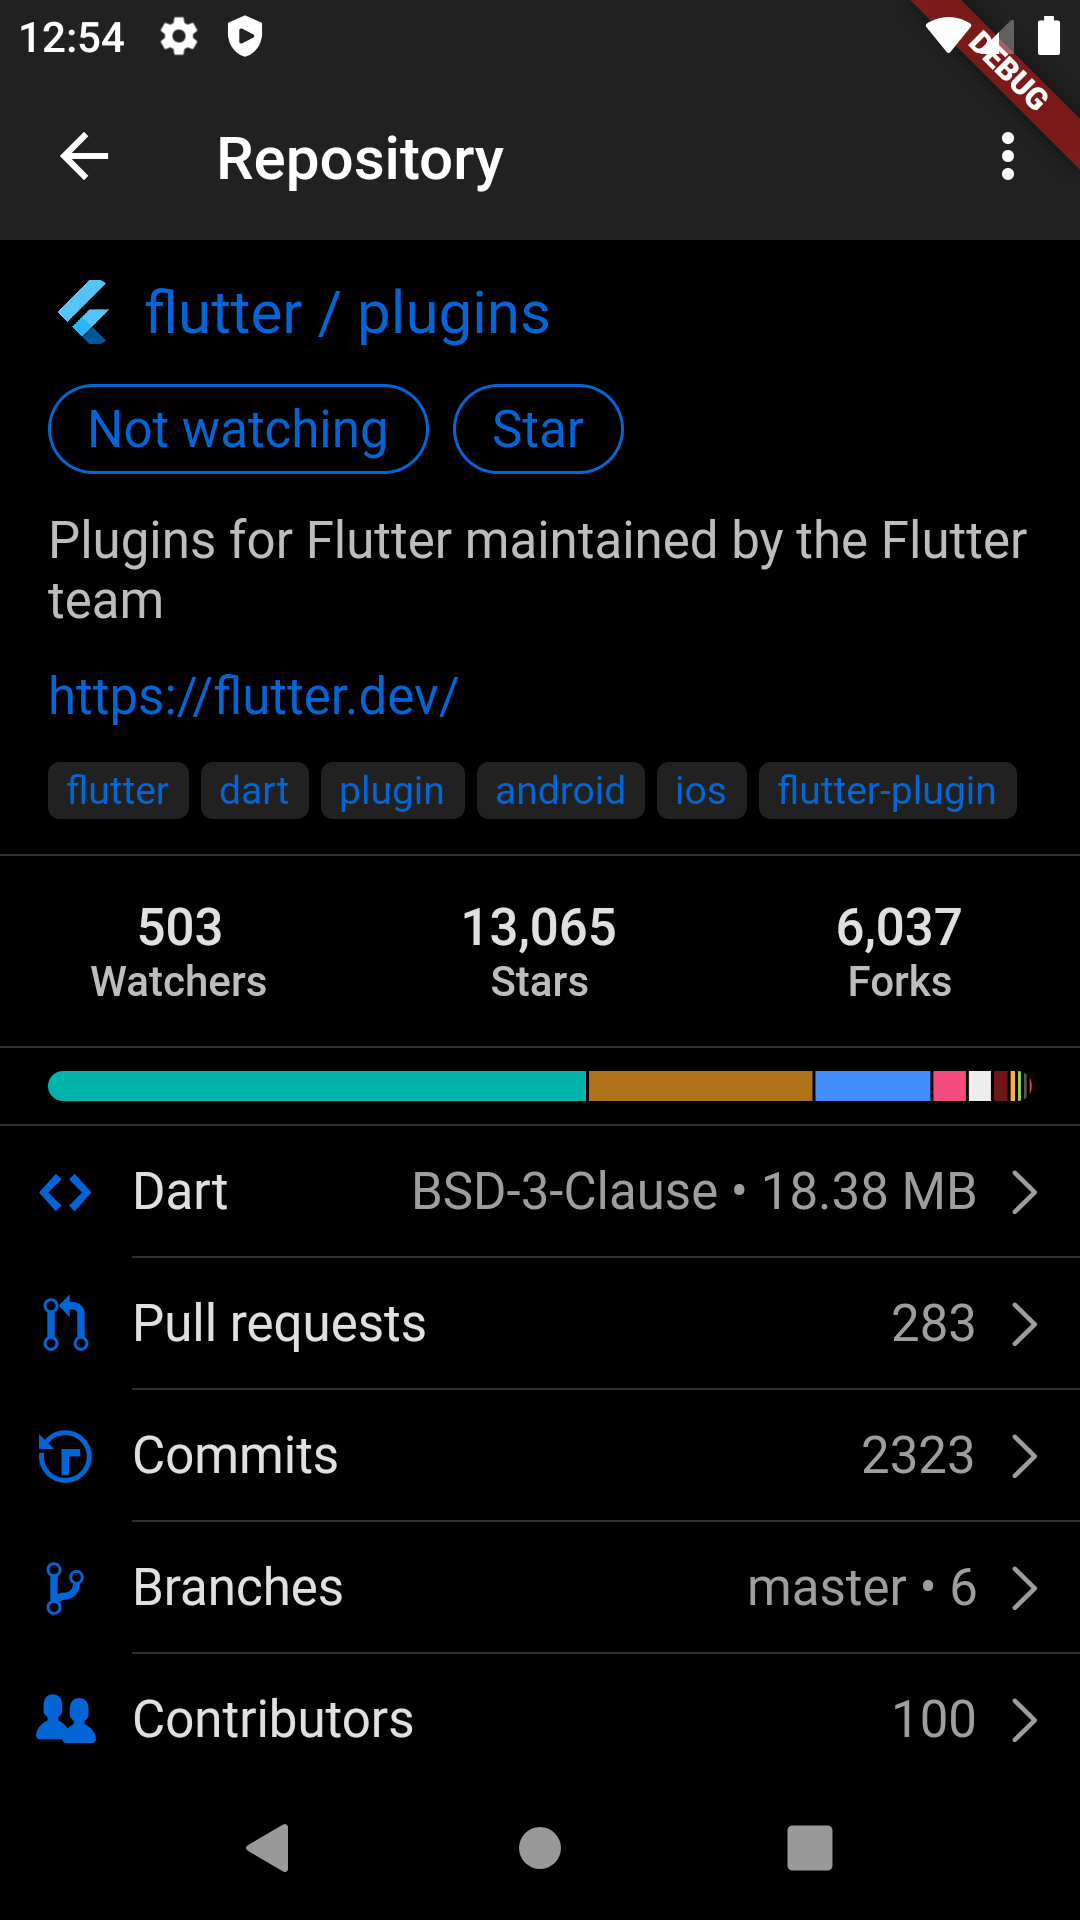 12:54
DEBUG
Repository
flutter / plugins
Not watching Star
Plugins for Flutter maintained by the Flutter
team
https://flutter.dev/
flutter dart plugin android ios flutter-plugin
503 13,065 6,037
Watchers Stars Forks
Dart BSD-3-Clause • 18.38 MB
Pull requests 283
Commits 2323
Branches master • 6
Contributors 100